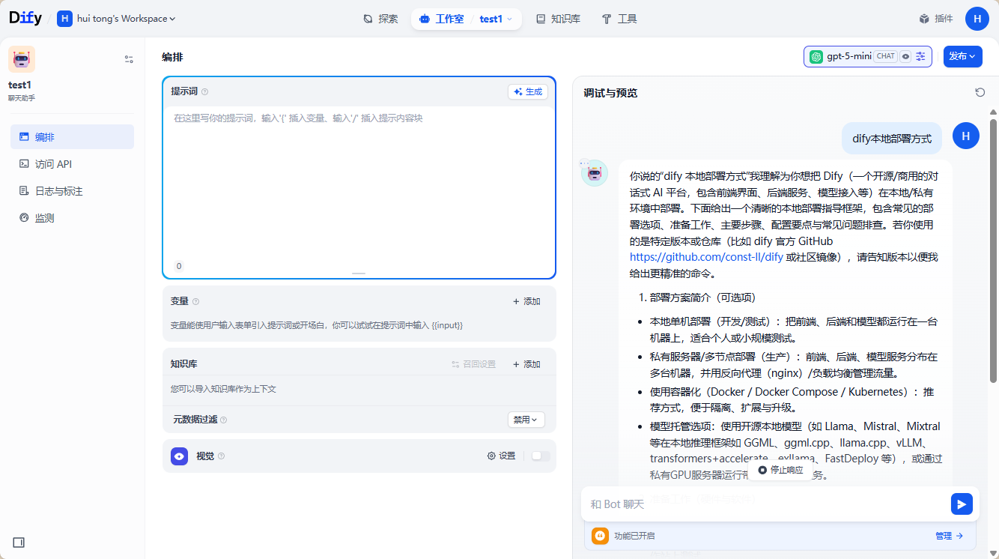 Dify / H hui tong's Workspace
探索
工作室 / test1
知识库
工具
插件
H
test1
聊天助手
编排
访问 API
日志与标注
监测
编排
gpt-5-mini CHAT
发布
提示词
生成
在这里写你的提示词，输入'{' 插入变量、输入'/' 插入提示内容块
0
变量
+ 添加
变量能使用户输入表单引入提示词或开场白，你可以试试在提示词中输入 {{input}}
知识库
召回设置
+ 添加
您可以导入知识库作为上下文
元数据过滤
禁用
视觉
设置
调试与预览
dify本地部署方式
H
你说的“dify 本地部署方式”我理解为你想把 Dify（一个开源/商用的对
话式 AI 平台，包含前端界面、后端服务、模型接入等）在本地/私有
环境中部署。下面给出一个清晰的本地部署指导框架，包含常见的部
署选项、准备工作、主要步骤、配置要点与常见问题排查。若你使用
的是特定版本或仓库（比如 dify 官方 GitHub
https://github.com/const-ll/dify 或社区镜像），请告知版本以便我
给出更精准的命令。
1. 部署方案简介（可选项）
• 本地单机部署（开发/测试）：把前端、后端和模型都运行在一台
机器上，适合个人或小规模测试。
• 私有服务器/多节点部署（生产）：前端、后端、模型服务分布在
多台机器，并用反向代理（nginx）/负载均衡管理流量。
• 使用容器化（Docker / Docker Compose / Kubernetes）：推
荐方式，便于隔离、扩展与升级。
• 模型托管选项：使用开源本地模型（如 Llama、Mistral、Mixtral
等在本地推理框架如 GGML、ggml.cpp、llama.cpp、vLLM、
transformers+accelerate、exllama、FastDeploy 等），或通过
私有GPU服务器运行
务。
停止响应
和 Bot 聊天
功能已开启
管理 →